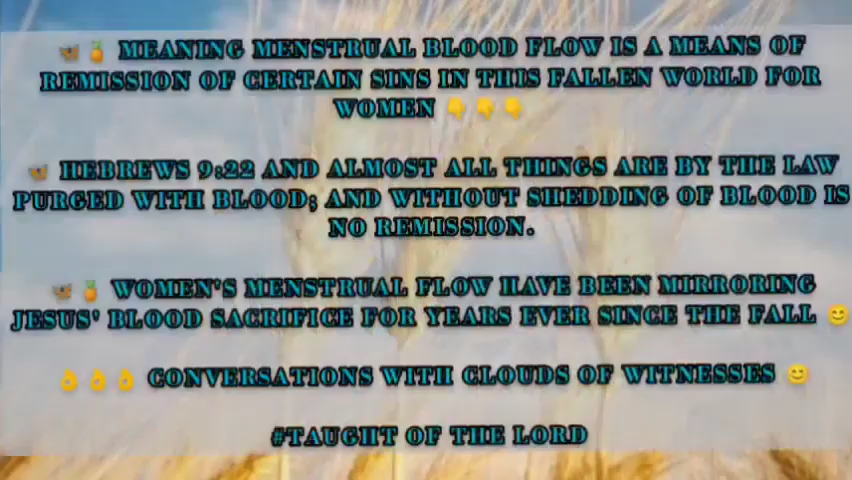 🦋 🍍 MEANING MENSTRUAL BLOOD FLOW IS A MEANS OF
REMISSION OF CERTAIN SINS IN THIS FALLEN WORLD FOR
WOMEN 👇👇👇
🦋 HEBREWS 9:22 AND ALMOST ALL THINGS ARE BY THE LAW
PURGED WITH BLOOD; AND WITHOUT SHEDDING OF BLOOD IS
NO REMISSION.
🦋 🍍 WOMEN'S MENSTRUAL FLOW HAVE BEEN MIRRORING
JESUS' BLOOD SACRIFICE FOR YEARS EVER SINCE THE FALL 😊
👌👌👌 CONVERSATIONS WITH CLOUDS OF WITNESSES 😊
#TAUGHT OF THE LORD